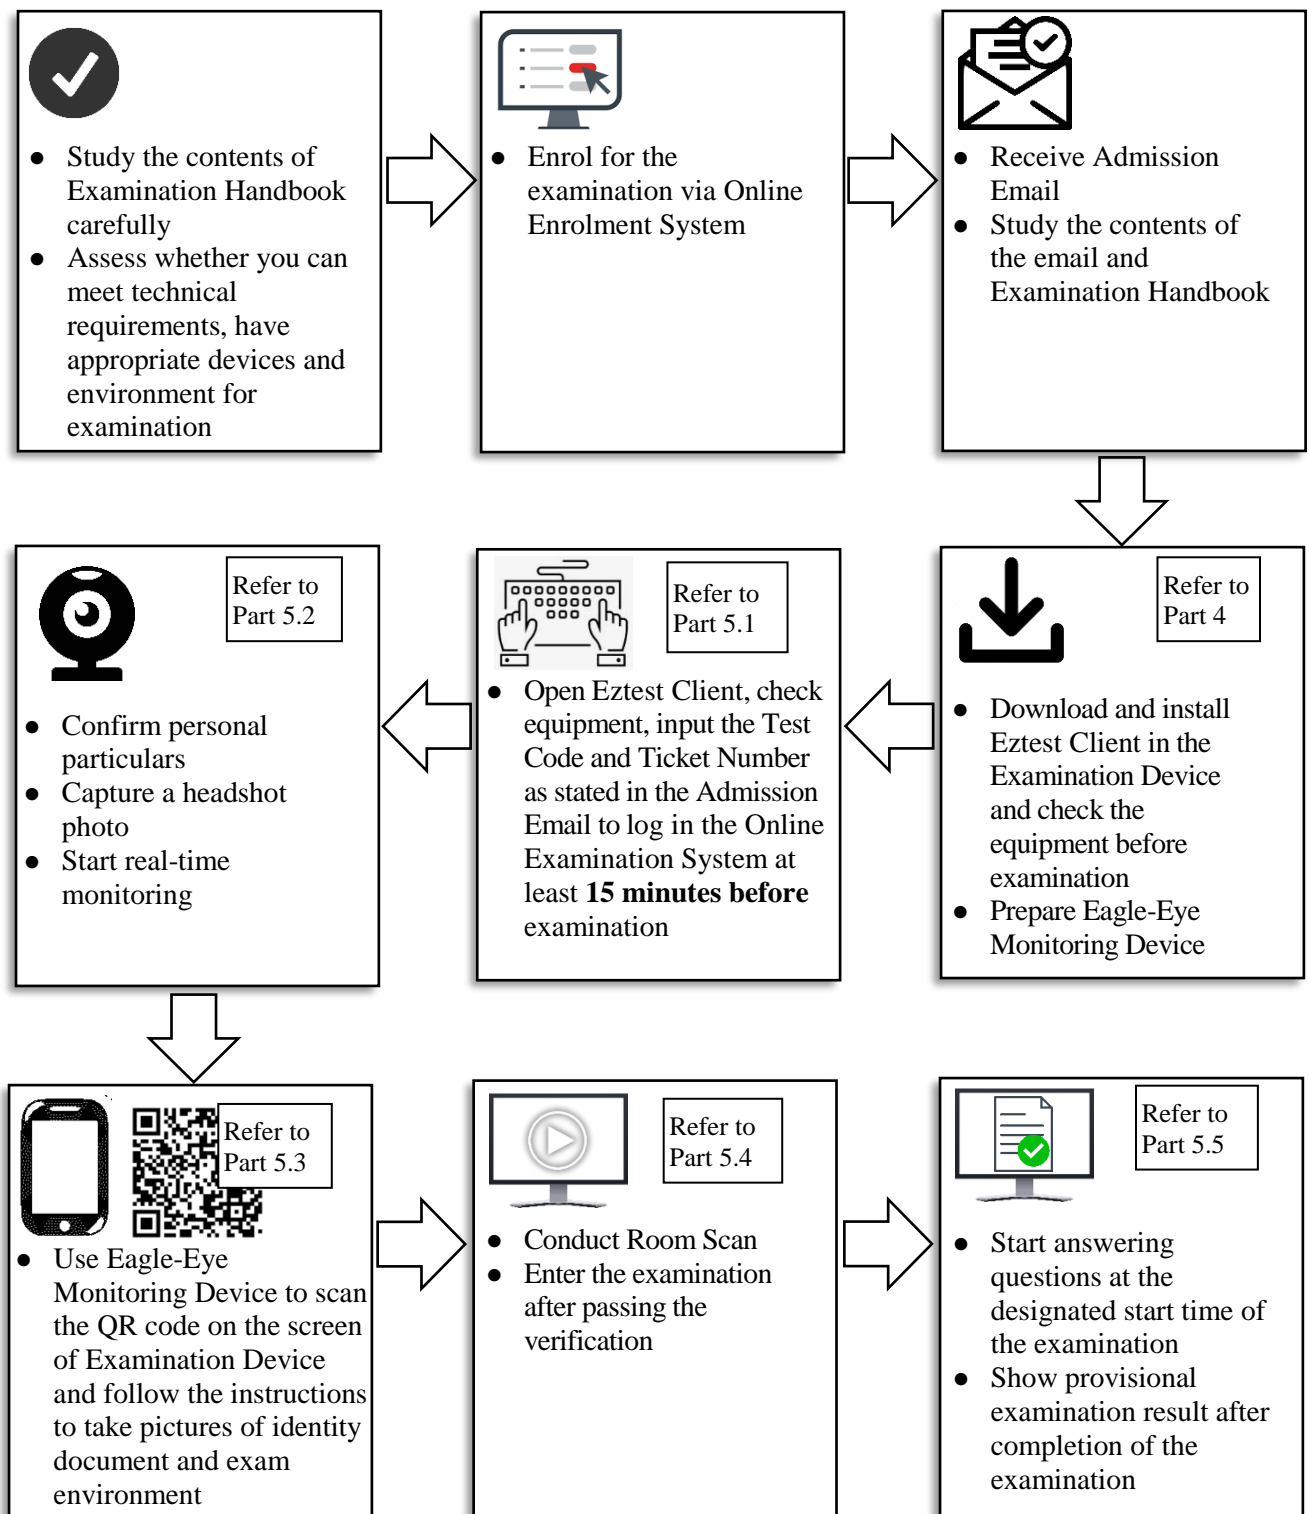 ● Study the contents of
Examination Handbook
carefully
● Assess whether you can
meet technical
requirements, have
appropriate devices and
environment for
examination
● Enrol for the
examination via Online
Enrolment System
● Receive Admission
Email
● Study the contents of
the email and
Examination Handbook
Refer to
Part 4
● Download and install
Eztest Client in the
Examination Device
and check the
equipment before
examination
● Prepare Eagle-Eye
Monitoring Device
Refer to
Part 5.1
● Open Eztest Client, check
equipment, input the Test
Code and Ticket Number
as stated in the Admission
Email to log in the Online
Examination System at
least 15 minutes before
examination
Refer to
Part 5.2
● Confirm personal
particulars
● Capture a headshot
photo
● Start real-time
monitoring
Refer to
Part 5.3
● Use Eagle-Eye
Monitoring Device to scan
the QR code on the screen
of Examination Device
and follow the instructions
to take pictures of identity
document and exam
environment
Refer to
Part 5.4
● Conduct Room Scan
● Enter the examination
after passing the
verification
Refer to
Part 5.5
● Start answering
questions at the
designated start time of
the examination
● Show provisional
examination result after
completion of the
examination